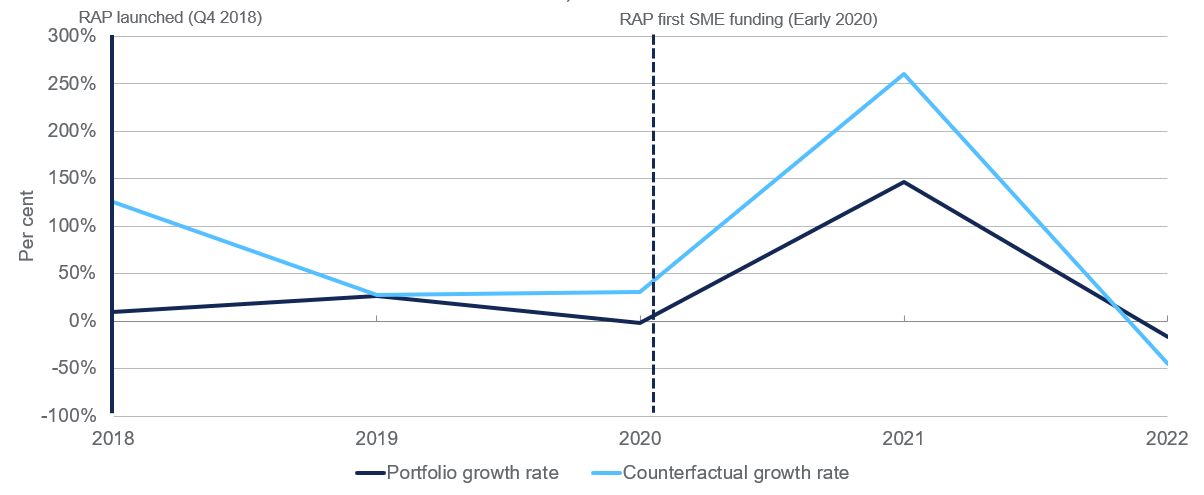 RAP launched (Q4 2018)
RAP first SME funding (Early 2020)
300%
250%
200%
150%
100%
50%
0%
-50%
-100%
Per cent
2018
2019
2020
2021
2022
Portfolio growth rate
Counterfactual growth rate